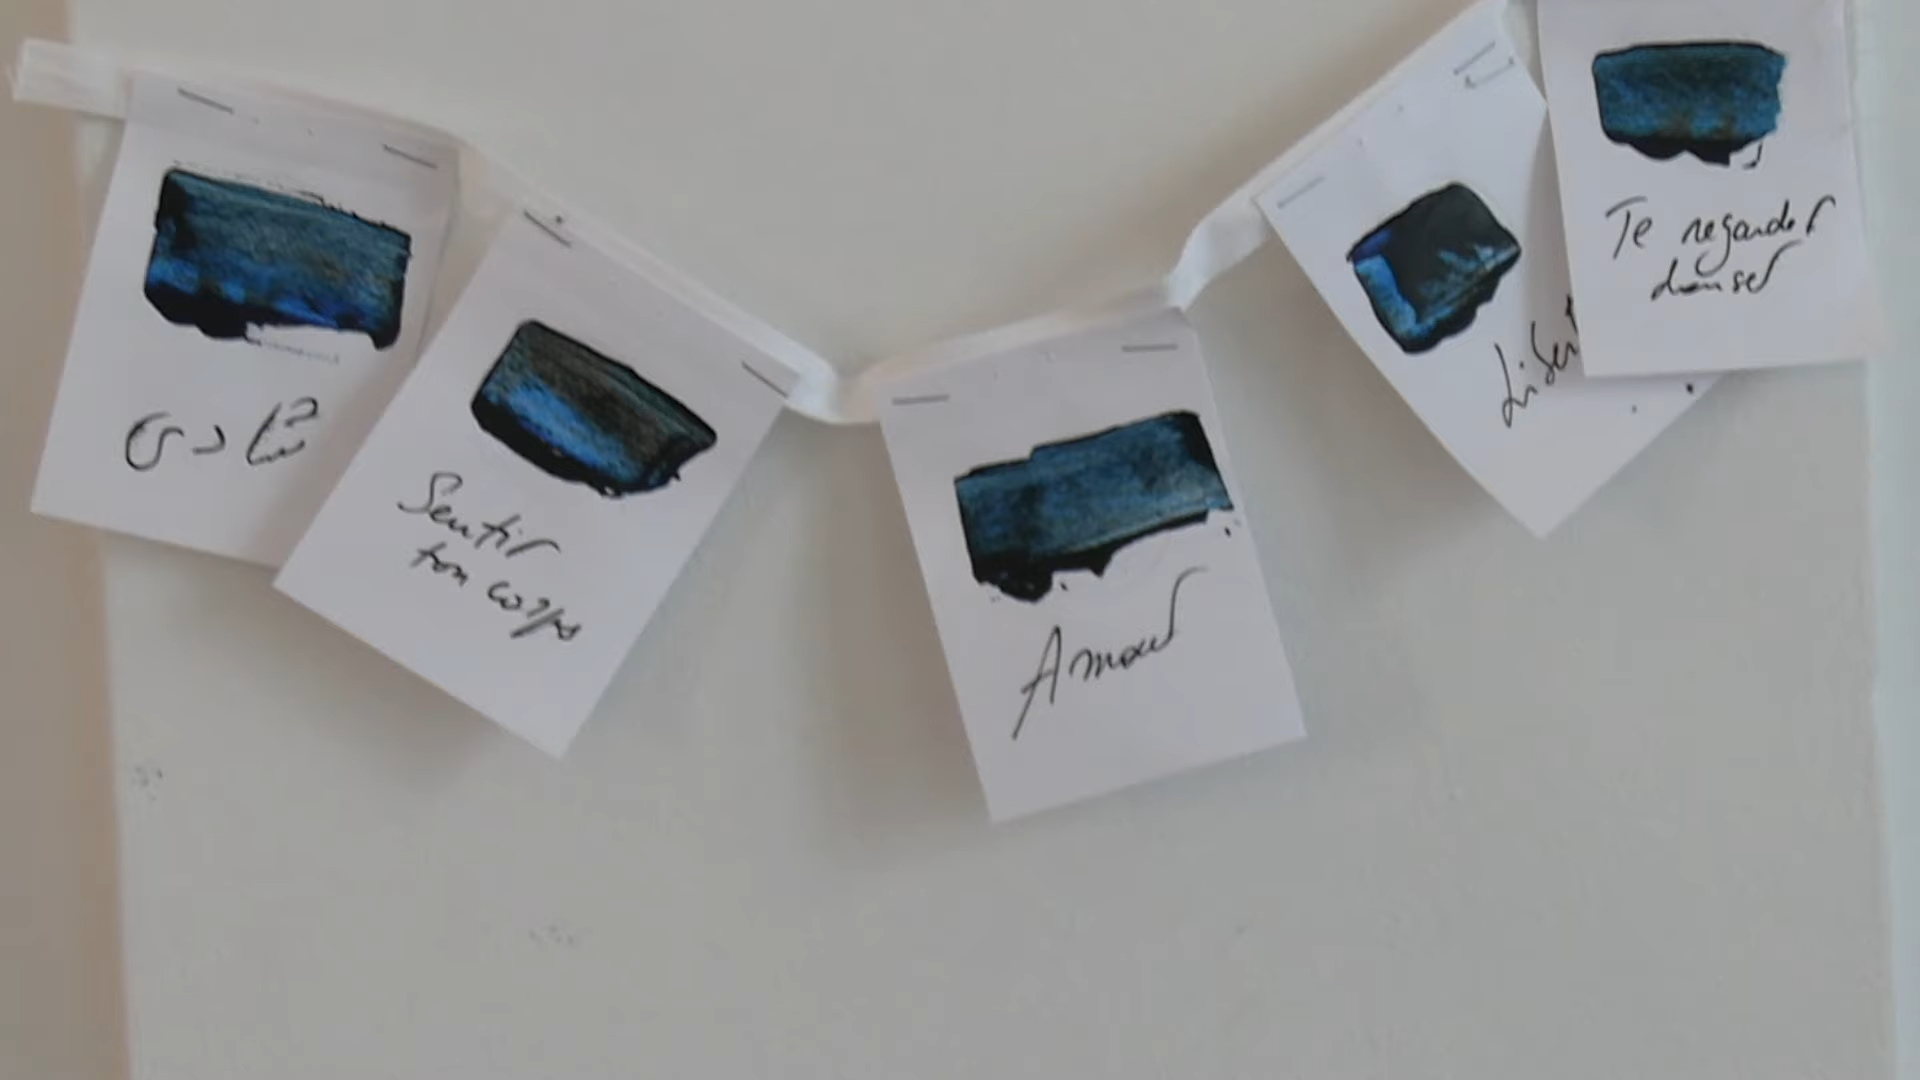 Sentir
ton corps
Amour
Te regarder
danser